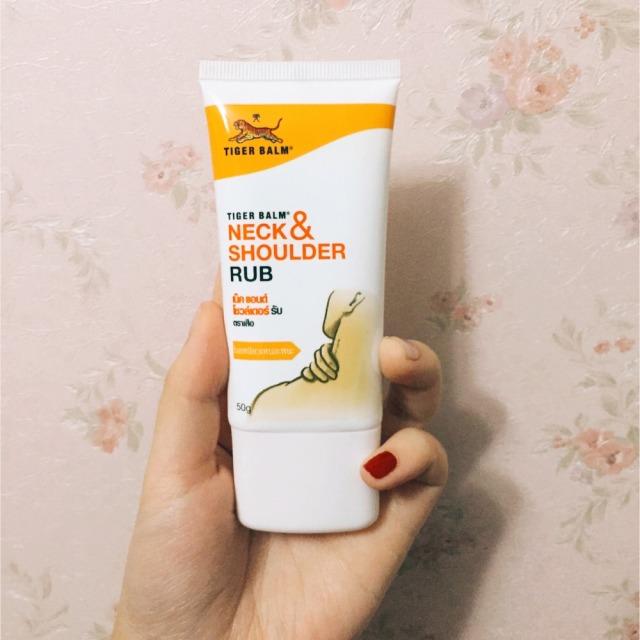 TIGER BALM®
TIGER BALM®
NECK &
SHOULDER
RUB
เน็ค แอนด์
โชวล์เดอร์ รับ
ตราเสือ
50g